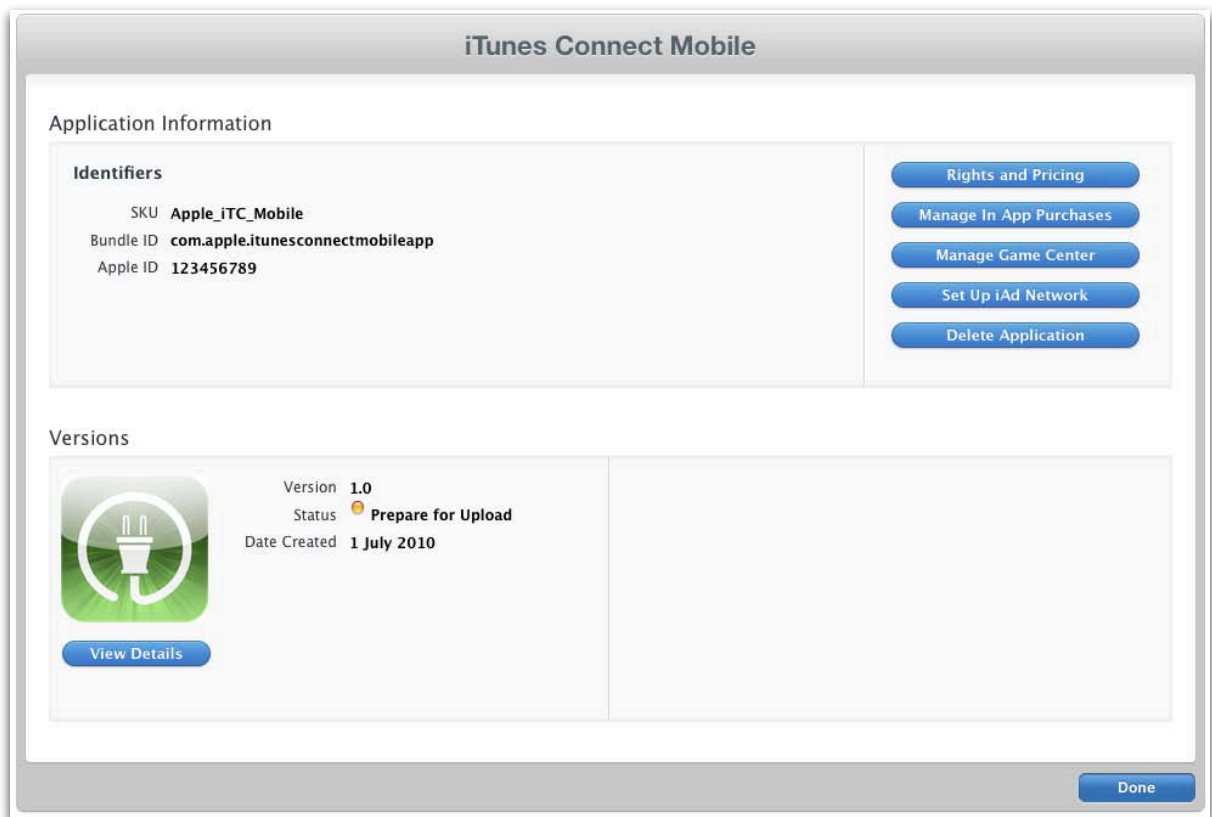 iTunes Connect Mobile
Application Information
Identifiers
SKU Apple_iTC_Mobile
Bundle ID com.apple.itunesconnectmobileapp
Apple ID 123456789
Rights and Pricing
Manage In App Purchases
Manage Game Center
Set Up iAd Network
Delete Application
Versions
Version 1.0
Status Prepare for Upload
Date Created 1 July 2010
View Details
Done